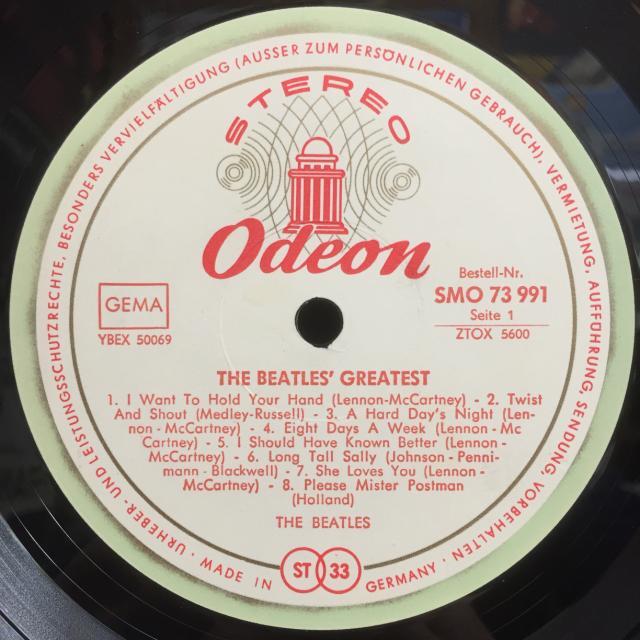 URHEBER- UND LEISTUNGSSCHUTZRECHTE, BESONDERS VERVIELFÄLTIGUNG (AUSSER ZUM PERSÖNLICHEN GEBRAUCH), VERMIETUNG, AUFFÜHRUNG, SENDUNG, VORBEHALTEN
STEREO
Odeon
Bestell-Nr.
SMO 73 991
Seite 1
ZTOX 5600
GEMA
YBEX 50069
THE BEATLES' GREATEST
1. I Want To Hold Your Hand (Lennon-McCartney) - 2. Twist
And Shout (Medley-Russell) - 3. A Hard Day's Night (Len-
non - McCartney) - 4. Eight Days A Week (Lennon - Mc
Cartney) - 5. I Should Have Known Better (Lennon -
McCartney) - 6. Long Tall Sally (Johnson - Penni-
mann - Blackwell) - 7. She Loves You (Lennon -
McCartney) - 8. Please Mister Postman
(Holland)
THE BEATLES
· MADE IN ST 33 GERMANY ·